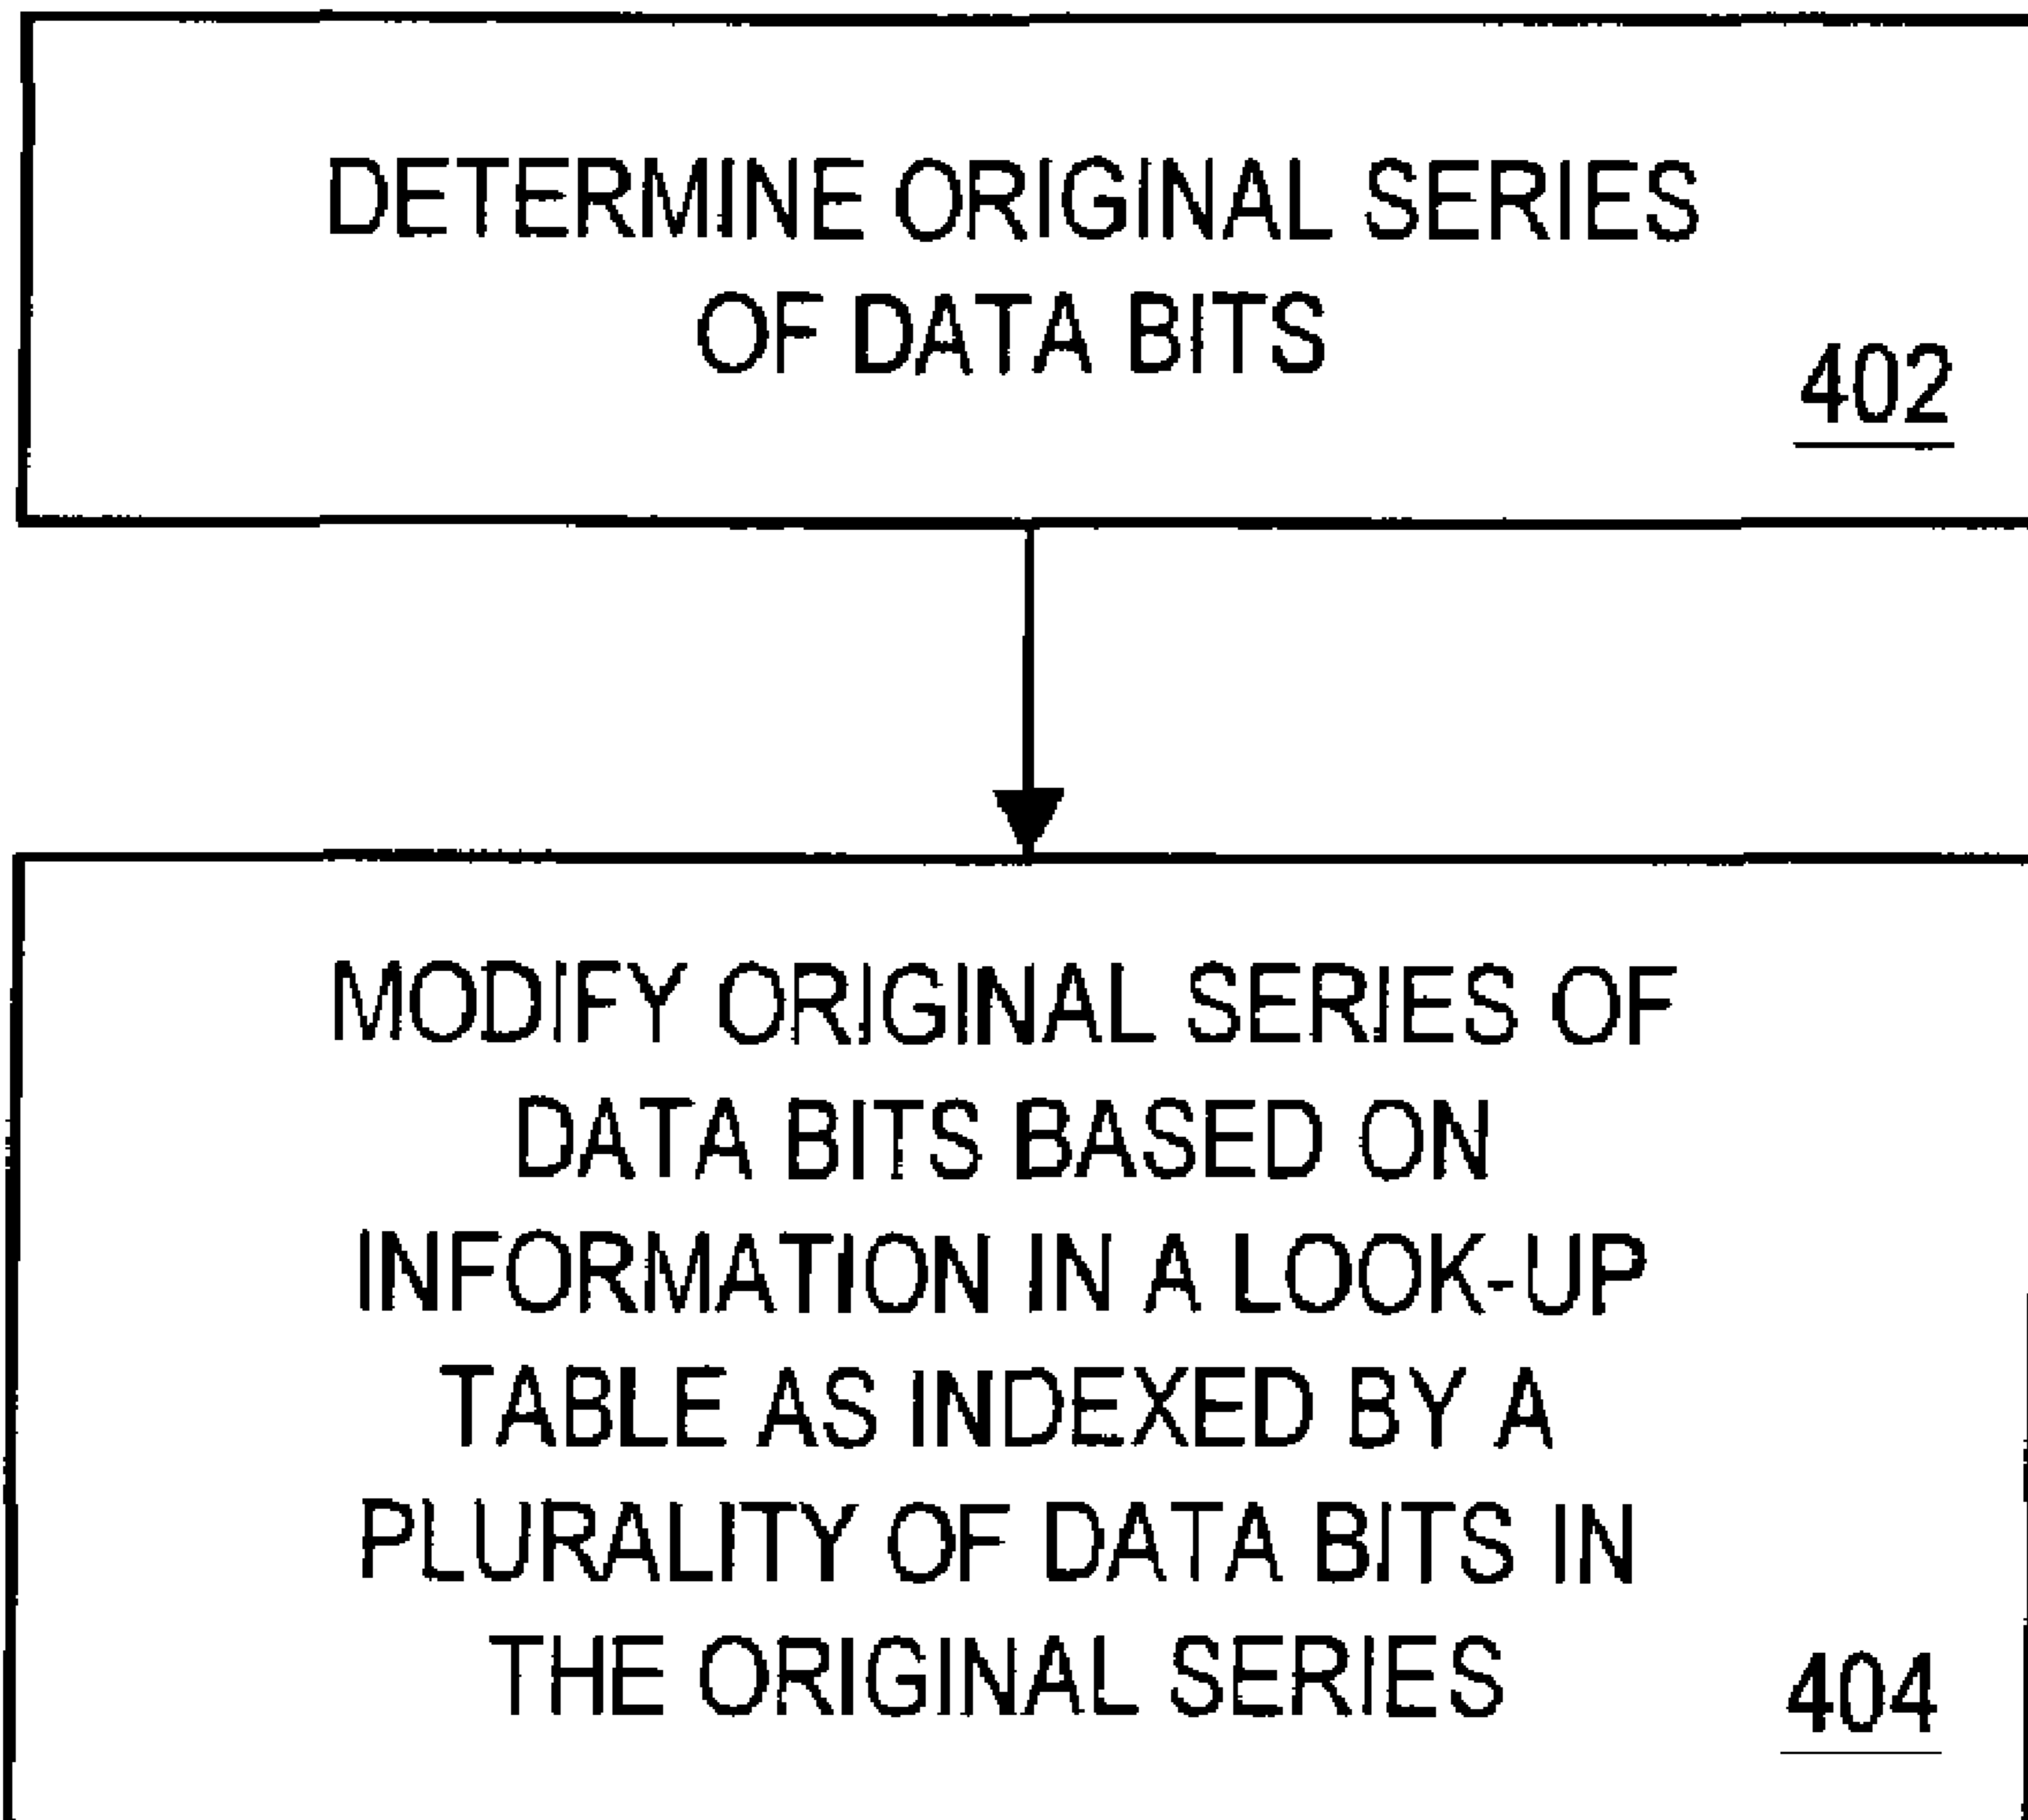 DETERMINE ORIGINAL SERIES
OF DATA BITS
402
MODIFY ORIGINAL SERIES OF
DATA BITS BASED ON
INFORMATION IN A LOOK-UP
TABLE AS INDEXED BY A
PLURALITY OF DATA BITS IN
THE ORIGINAL SERIES
404